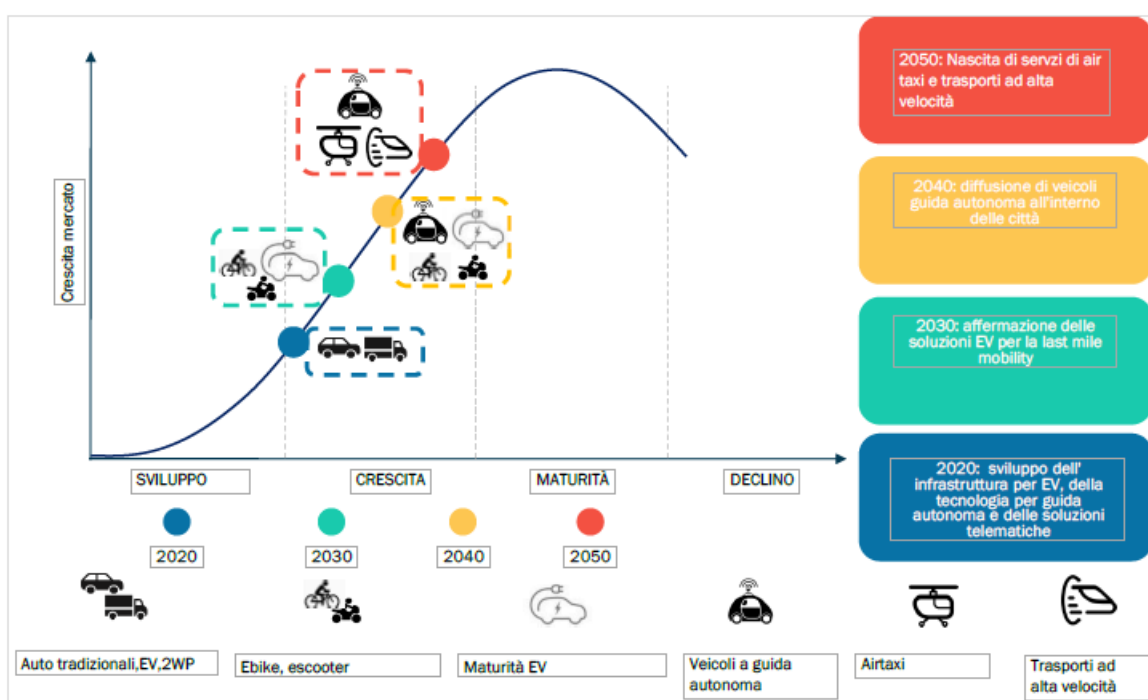 2050: Nascita di servzi di air
taxi e trasporti ad alta
velocità
2040: diffusione di veicoli
guida autonoma all'interno
delle città
Crescita mercato
2030: affermazione delle
soluzioni EV per la last mile
mobility
2020: sviluppo dell'
infrastruttura per EV, della
tecnologia per guida
autonoma e delle soluzioni
telematiche
SVILUPPO
CRESCITA
MATURITÀ
DECLINO
2020
2030
2040
2050
Auto tradizionali,EV,2WP
Ebike, escooter
Maturità EV
Veicoli a guida
autonoma
Airtaxi
Trasporti ad
alta velocità